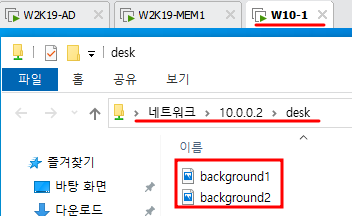 W2K19-AD W2K19-MEM1 W10-1
desk
파일 홈 공유 보기
네트워크 > 10.0.0.2 > desk
이름
즐겨찾기
background1
바탕 화면
background2
다운로드